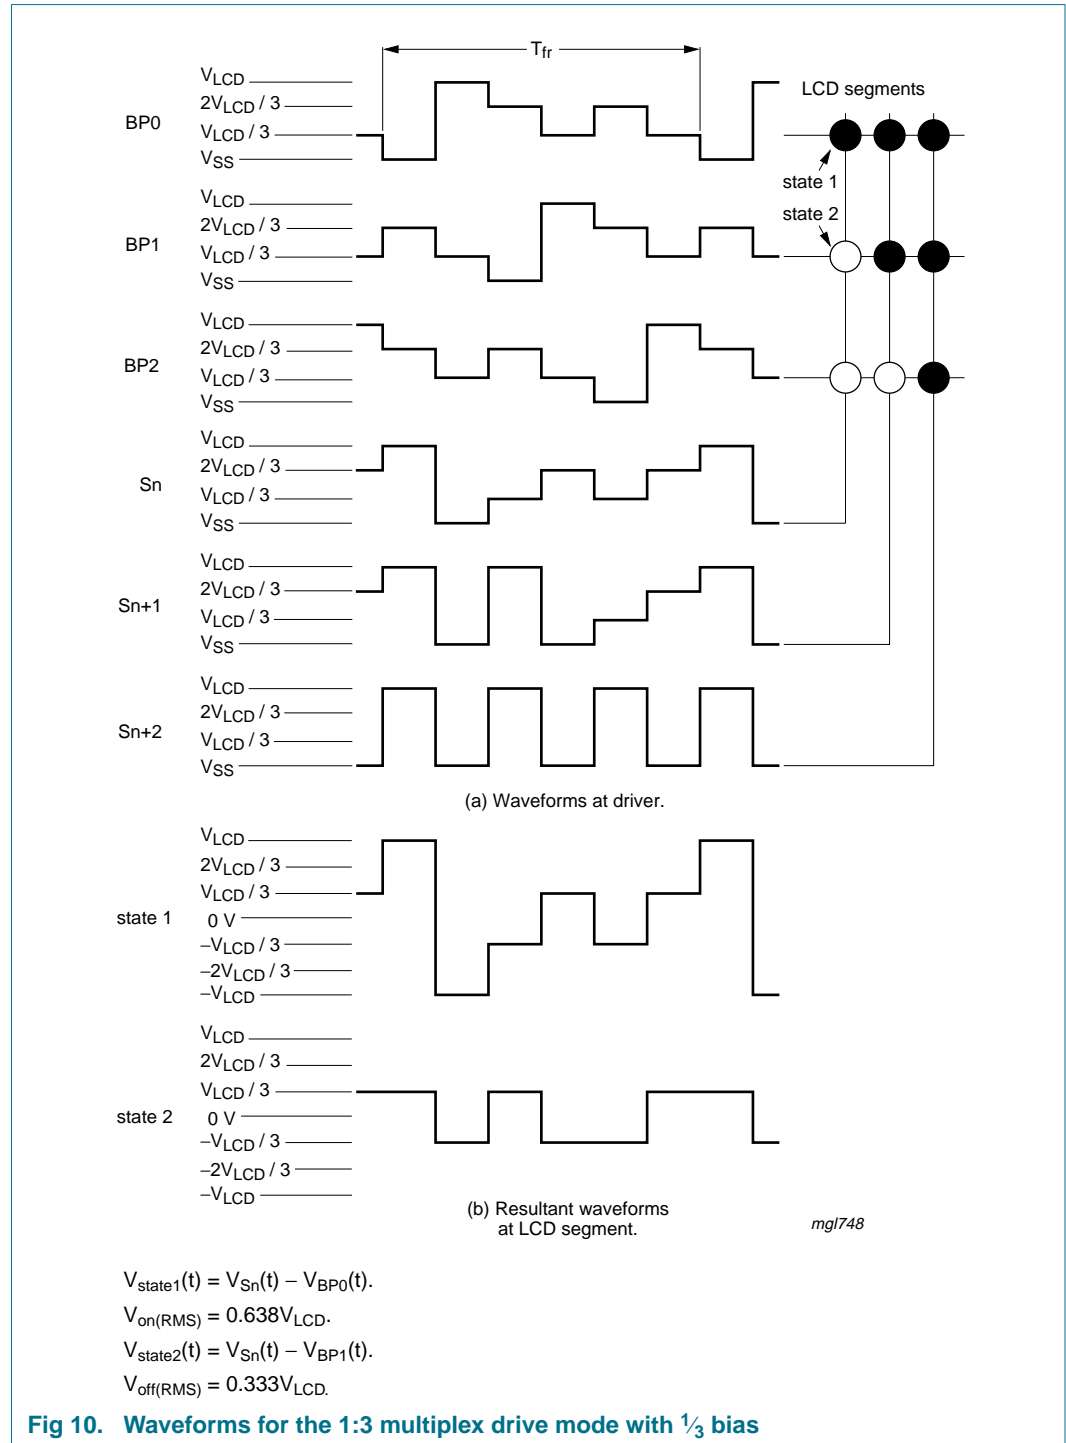 Tfr
VLCD
2VLCD / 3
BP0
VLCD / 3
VSS
LCD segments
state 1
VLCD
2VLCD / 3
BP1
VLCD / 3
VSS
state 2
VLCD
2VLCD / 3
BP2
VLCD / 3
VSS
VLCD
2VLCD / 3
Sn
VLCD / 3
VSS
VLCD
2VLCD / 3
Sn+1
VLCD / 3
VSS
VLCD
2VLCD / 3
Sn+2
VLCD / 3
VSS
(a) Waveforms at driver.
VLCD
2VLCD / 3
VLCD / 3
state 1
0 V
−VLCD / 3
−2VLCD / 3
−VLCD
VLCD
2VLCD / 3
VLCD / 3
state 2
0 V
−VLCD / 3
−2VLCD / 3
−VLCD
(b) Resultant waveforms
at LCD segment.
mgl748
Vstate1(t) = VSn(t) − VBP0(t).
Von(RMS) = 0.638VLCD.
Vstate2(t) = VSn(t) − VBP1(t).
Voff(RMS) = 0.333VLCD.
Fig 10. Waveforms for the 1:3 multiplex drive mode with 1⁄3 bias